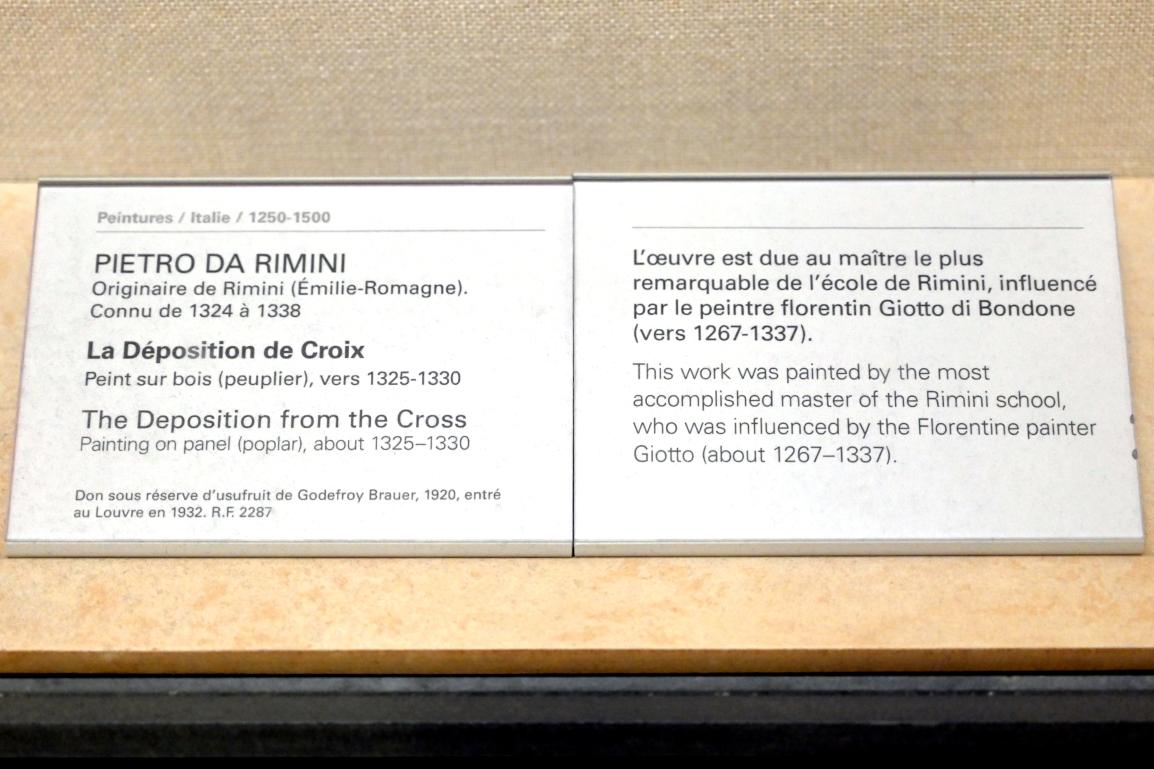 Peintures / Italie / 1250-1500
PIETRO DA RIMINI
Originaire de Rimini (Émilie-Romagne).
Connu de 1324 à 1338
La Déposition de Croix
Peint sur bois (peuplier), vers 1325-1330
The Deposition from the Cross
Painting on panel (poplar), about 1325–1330
Don sous réserve d'usufruit de Godefroy Brauer, 1920, entré
au Louvre en 1932. R.F. 2287
L'œuvre est due au maître le plus
remarquable de l'école de Rimini, influencé
par le peintre florentin Giotto di Bondone
(vers 1267-1337).
This work was painted by the most
accomplished master of the Rimini school,
who was influenced by the Florentine painter
Giotto (about 1267–1337).